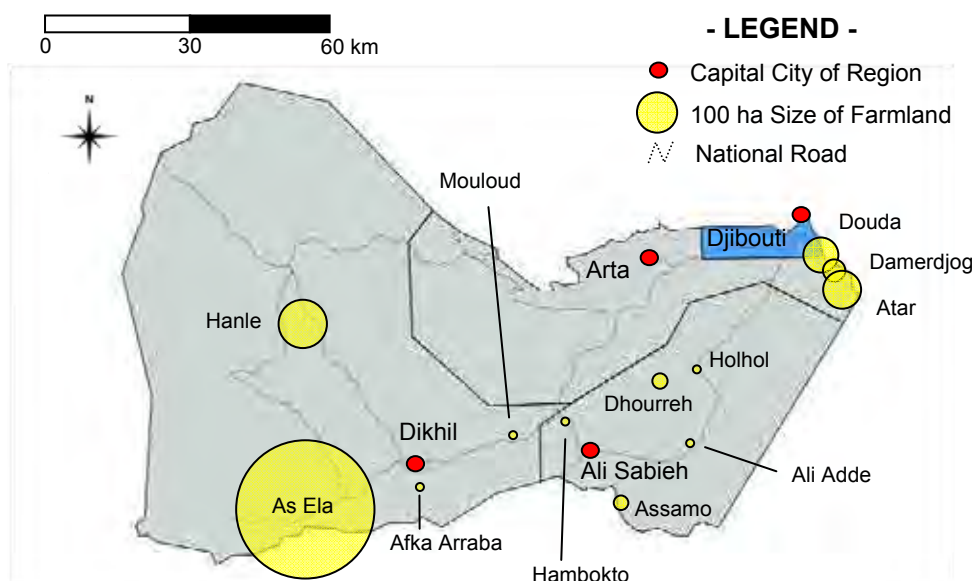 0 30 60 km
- LEGEND -
Capital City of Region
100 ha Size of Farmland
National Road
N
Mouloud
Douda
Djibouti
Damerdjog
Arta
Atar
Hanle
Holhol
Dhourreh
Dikhil
Ali Sabieh
Ali Adde
As Ela
Assamo
Afka Arraba
Hambokto